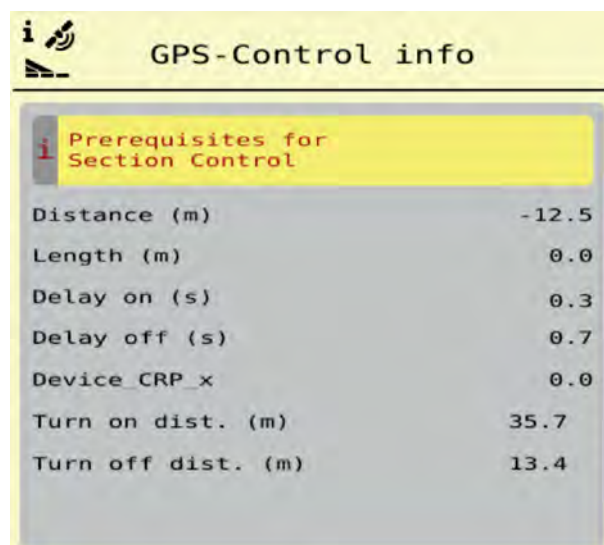 i
GPS-Control info
i Prerequisites for
Section Control
Distance (m) -12.5
Length (m) 0.0
Delay on (s) 0.3
Delay off (s) 0.7
Device_CRP_x 0.0
Turn on dist. (m) 35.7
Turn off dist. (m) 13.4